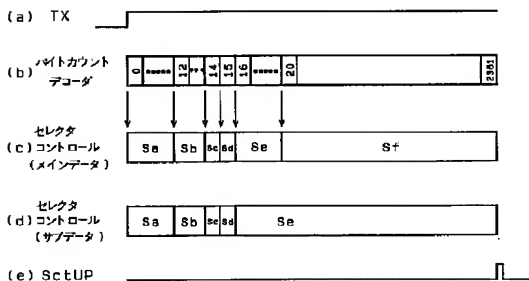 (a) TX
(b) バイトカウント
デコーダ
0 ••••• 12 ••• 14 15 16 ••••• 20 2361
セレクタ
(c) コントロール
(メインデータ)
Sa Sb Sc Sd Se Sf
セレクタ
(d) コントロール
(サブデータ)
Sa Sb Sc Sd Se
(e) SctUP